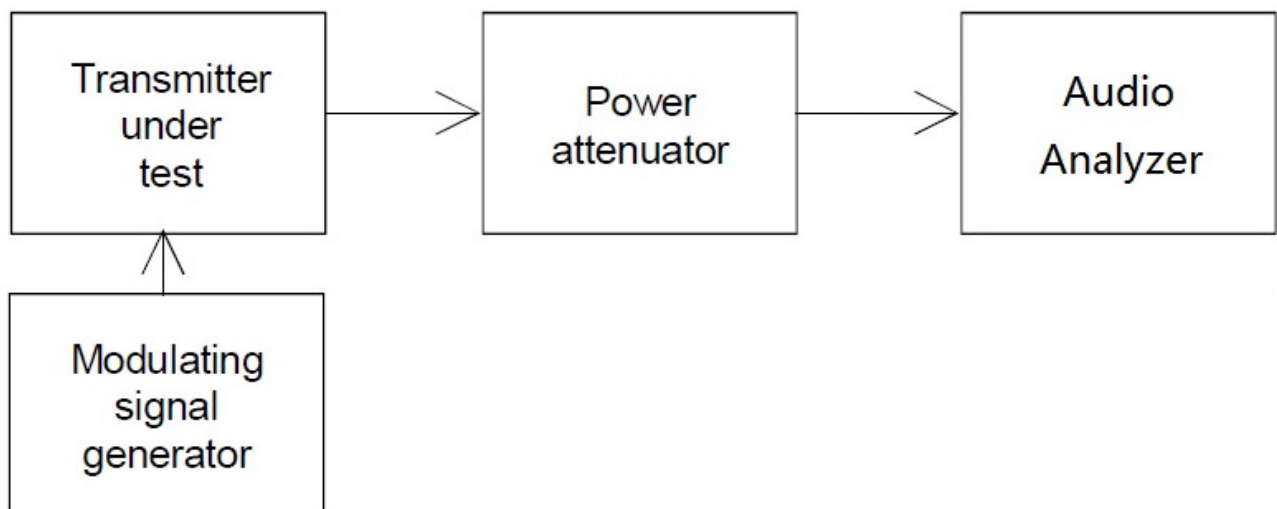 Transmitter
under
test
Power
attenuator
Audio
Analyzer
Modulating
signal
generator